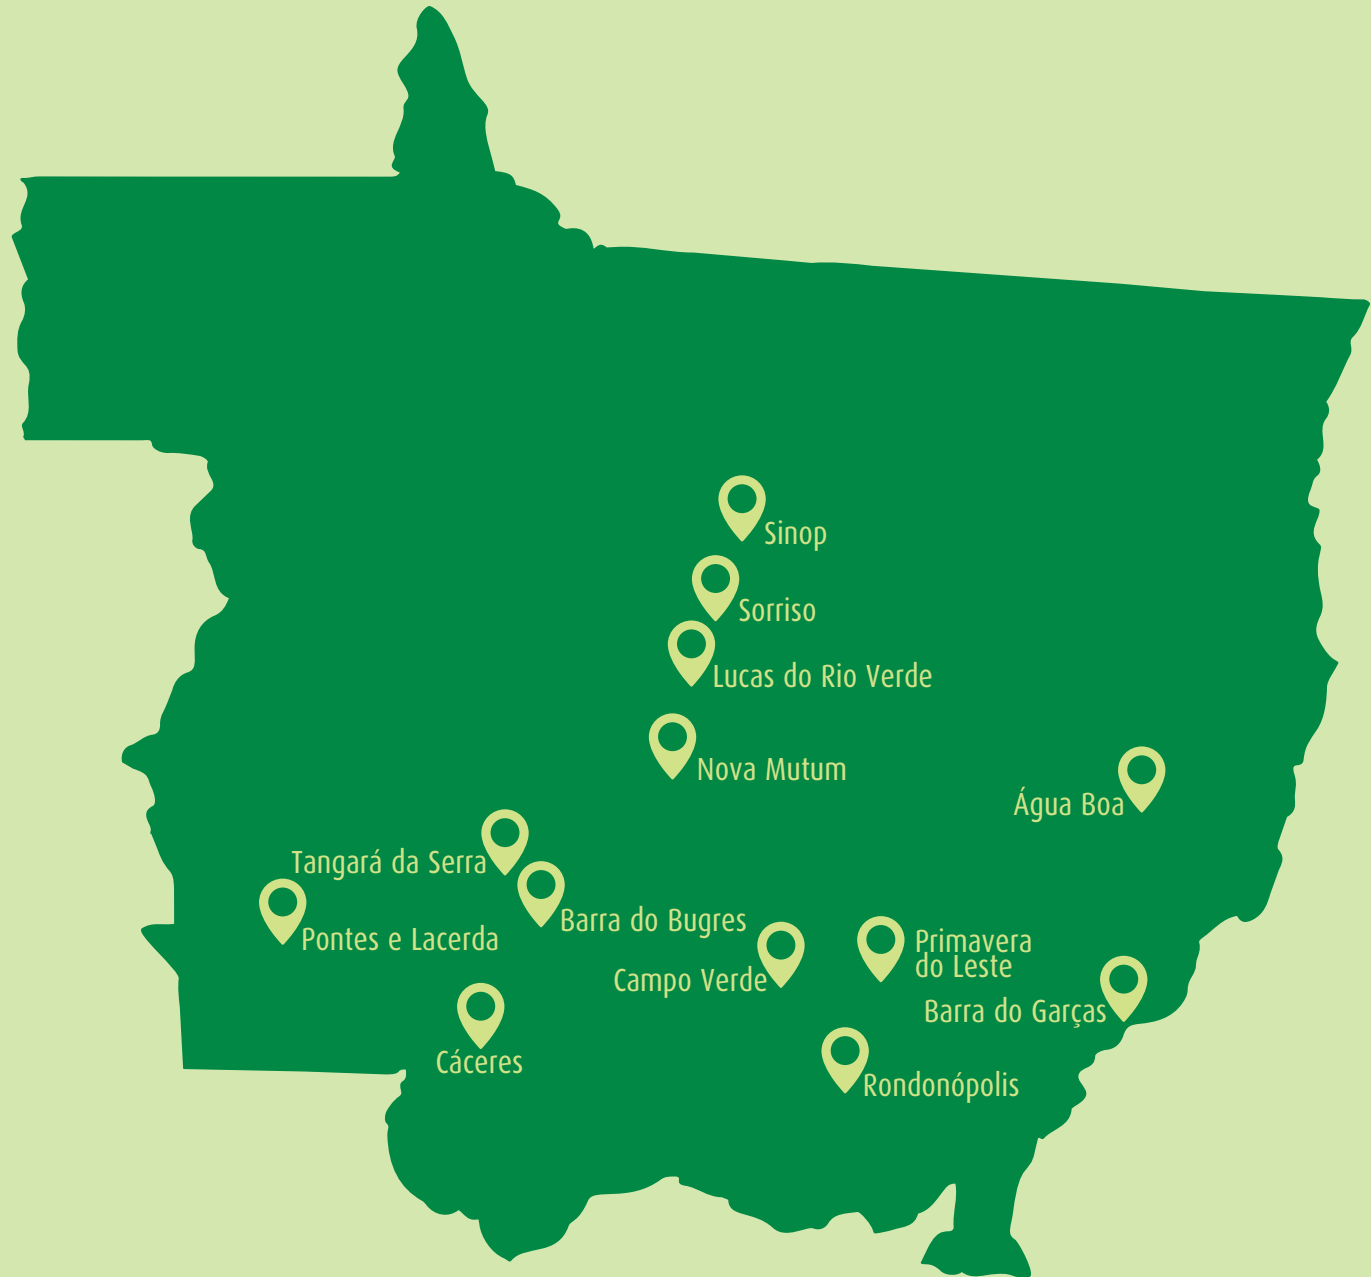 Sinop
Sorriso
Lucas do Rio Verde
Nova Mutum
Água Boa
Tangará da Serra
Barra do Bugres
Pontes e Lacerda
Primavera
do Leste
Campo Verde
Barra do Garças
Cáceres
Rondonópolis